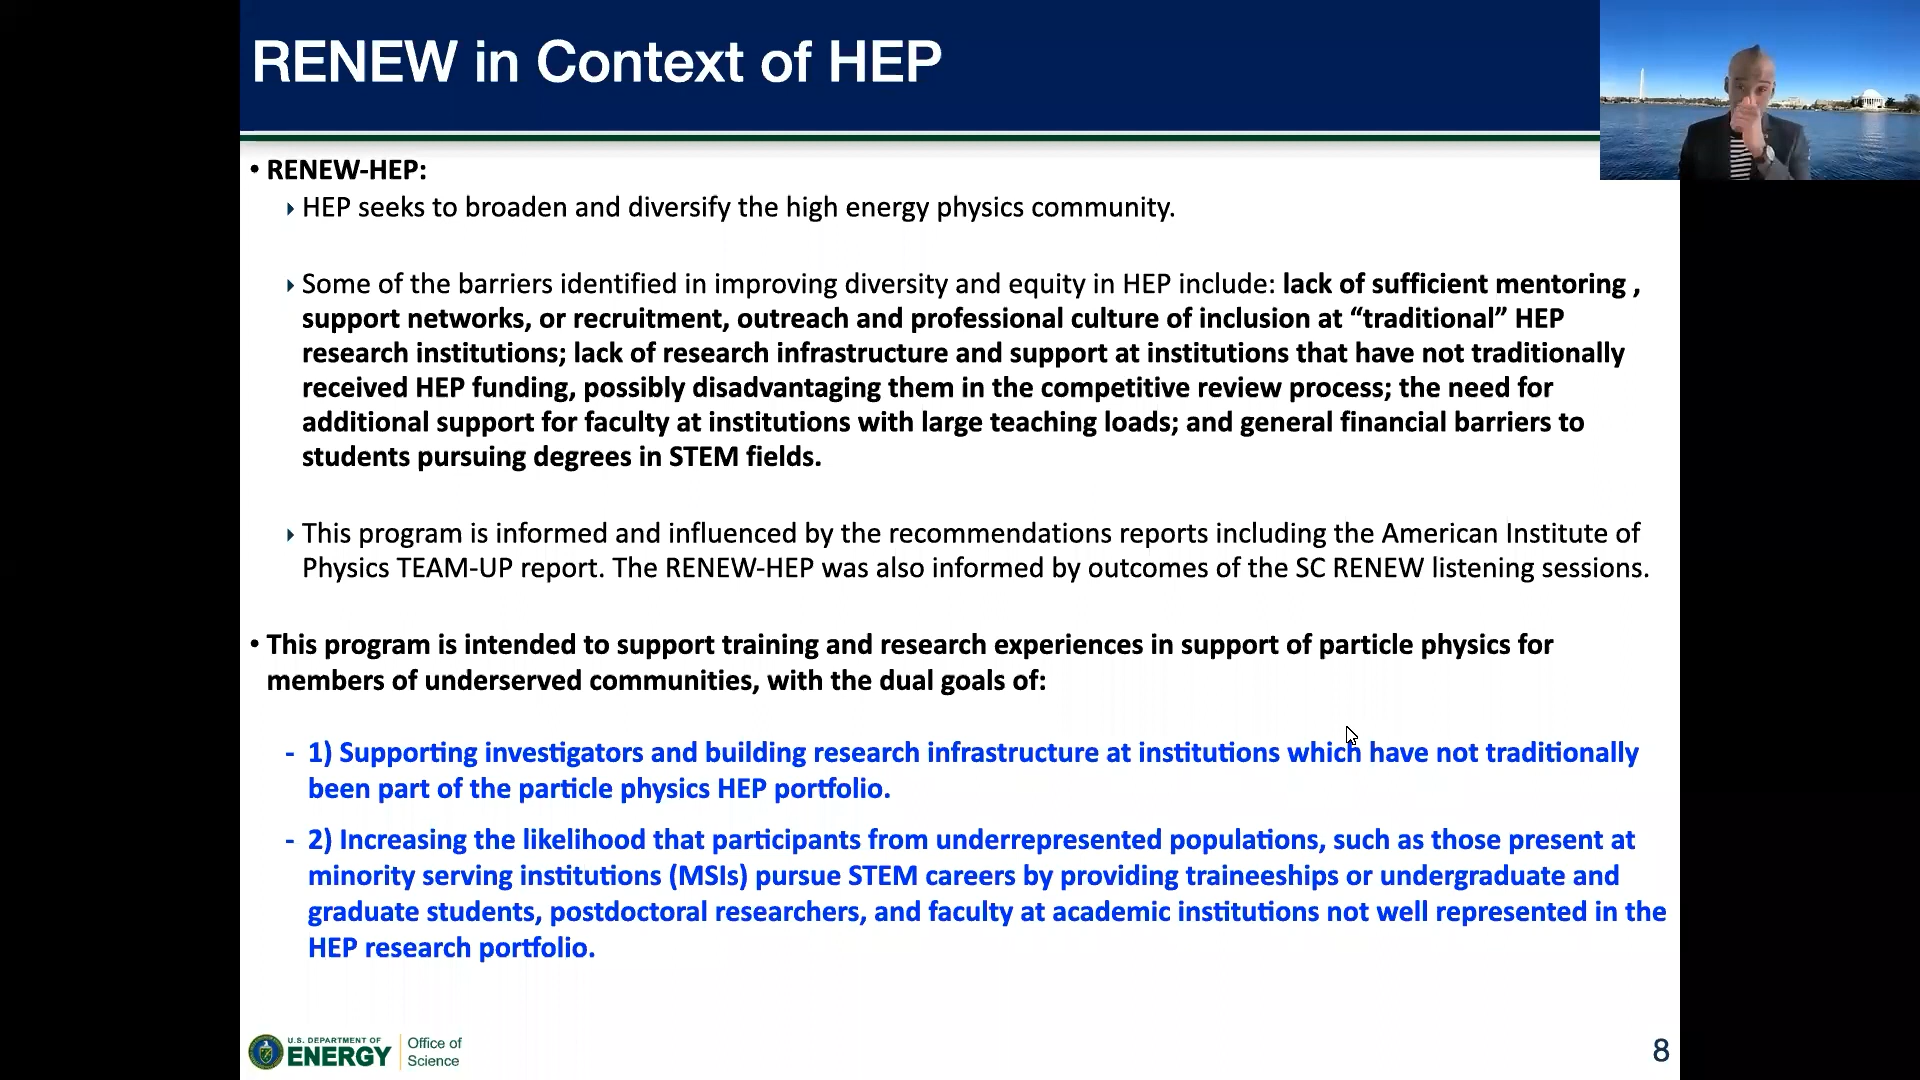 RENEW in Context of HEP
• RENEW-HEP:
HEP seeks to broaden and diversify the high energy physics community.
Some of the barriers identified in improving diversity and equity in HEP include: lack of sufficient mentoring ,
support networks, or recruitment, outreach and professional culture of inclusion at “traditional” HEP
research institutions; lack of research infrastructure and support at institutions that have not traditionally
received HEP funding, possibly disadvantaging them in the competitive review process; the need for
additional support for faculty at institutions with large teaching loads; and general financial barriers to
students pursuing degrees in STEM fields.
This program is informed and influenced by the recommendations reports including the American Institute of
Physics TEAM-UP report. The RENEW-HEP was also informed by outcomes of the SC RENEW listening sessions.
• This program is intended to support training and research experiences in support of particle physics for
members of underserved communities, with the dual goals of:
- 1) Supporting investigators and building research infrastructure at institutions which have not traditionally
been part of the particle physics HEP portfolio.
- 2) Increasing the likelihood that participants from underrepresented populations, such as those present at
minority serving institutions (MSIs) pursue STEM careers by providing traineeships or undergraduate and
graduate students, postdoctoral researchers, and faculty at academic institutions not well represented in the
HEP research portfolio.
U.S. DEPARTMENT OF
ENERGY
Office of
Science
8